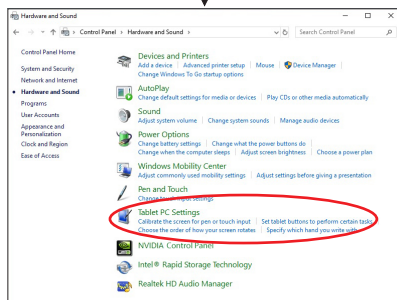 Hardware and Sound
Control Panel > Hardware and Sound >
Search Control Panel
Control Panel Home
System and Security
Network and Internet
Hardware and Sound
Programs
User Accounts
Appearance and
Personalization
Clock and Region
Ease of Access
Devices and Printers
Add a device | Advanced printer setup | Mouse | Device Manager |
Change Windows To Go startup options
AutoPlay
Change default settings for media or devices | Play CDs or other media automatically
Sound
Adjust system volume | Change system sounds | Manage audio devices
Power Options
Change battery settings | Change what the power buttons do |
Change when the computer sleeps | Adjust screen brightness | Choose a power plan
Windows Mobility Center
Adjust commonly used mobility settings | Adjust settings before giving a presentation
Pen and Touch
Change touch input settings
Tablet PC Settings
Calibrate the screen for pen or touch input | Set tablet buttons to perform certain tasks
Choose the order of how your screen rotates | Specify which hand you write with
NVIDIA Control Panel
Intel® Rapid Storage Technology
Realtek HD Audio Manager